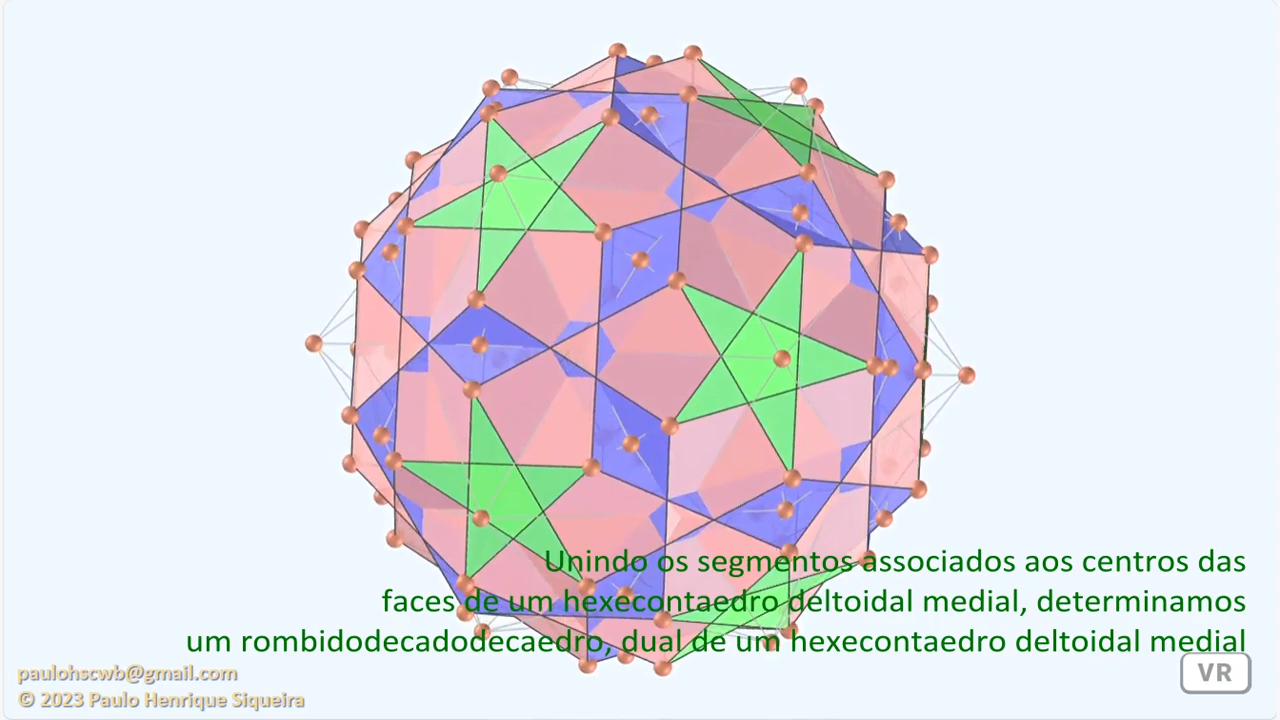 Unindo os segmentos associados aos centros das
faces de um hexecontaedro deltoidal medial, determinamos
um rombidodecadodecaedro, dual de um hexecontaedro deltoidal medial
paulohscwb@gmail.com
© 2023 Paulo Henrique Siqueira
VR